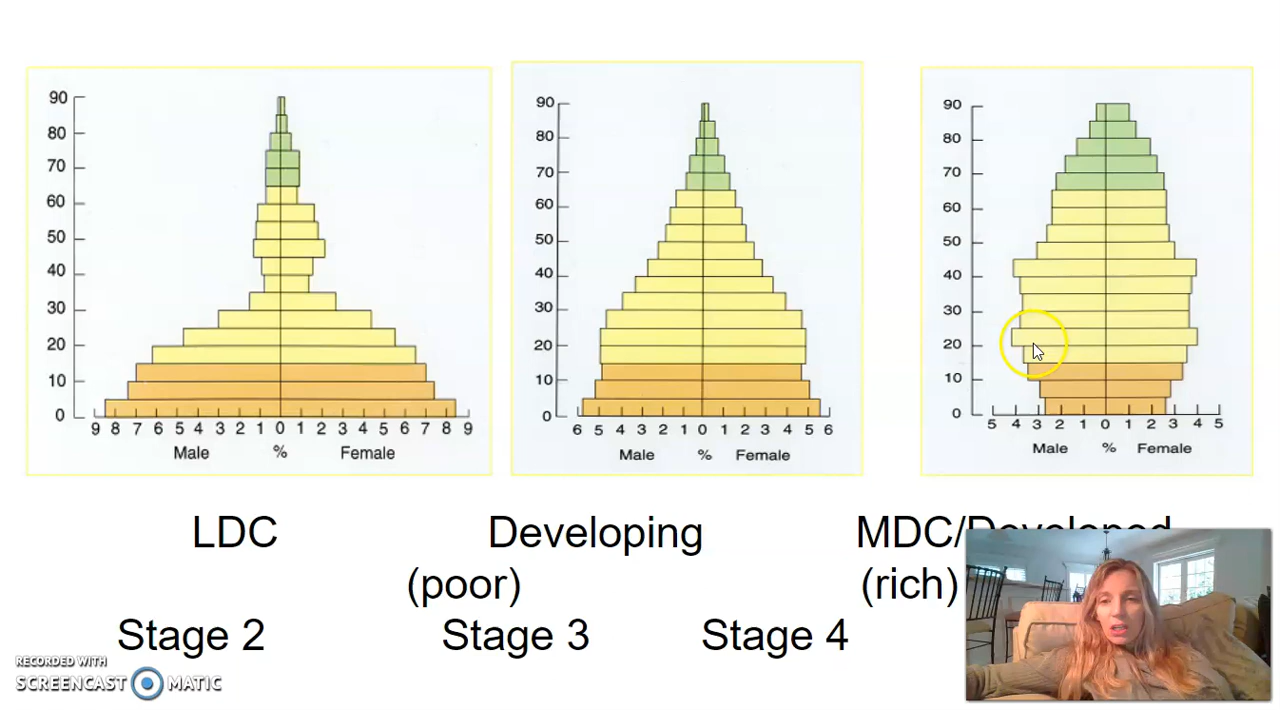 90
80
70
60
50
40
30
20
10
0
9 8 7 6 5 4 3 2 1 0 1 2 3 4 5 6 7 8 9
Male % Female
90
80
70
60
50
40
30
20
10
0
6 5 4 3 2 1 0 1 2 3 4 5 6
Male % Female
90
80
70
60
50
40
30
20
10
0
5 4 3 2 1 0 1 2 3 4 5
Male % Female
LDC Developing MDC/Developed
(poor) (rich)
Stage 2 Stage 3 Stage 4
RECORDED WITH
SCREENCAST MATIC